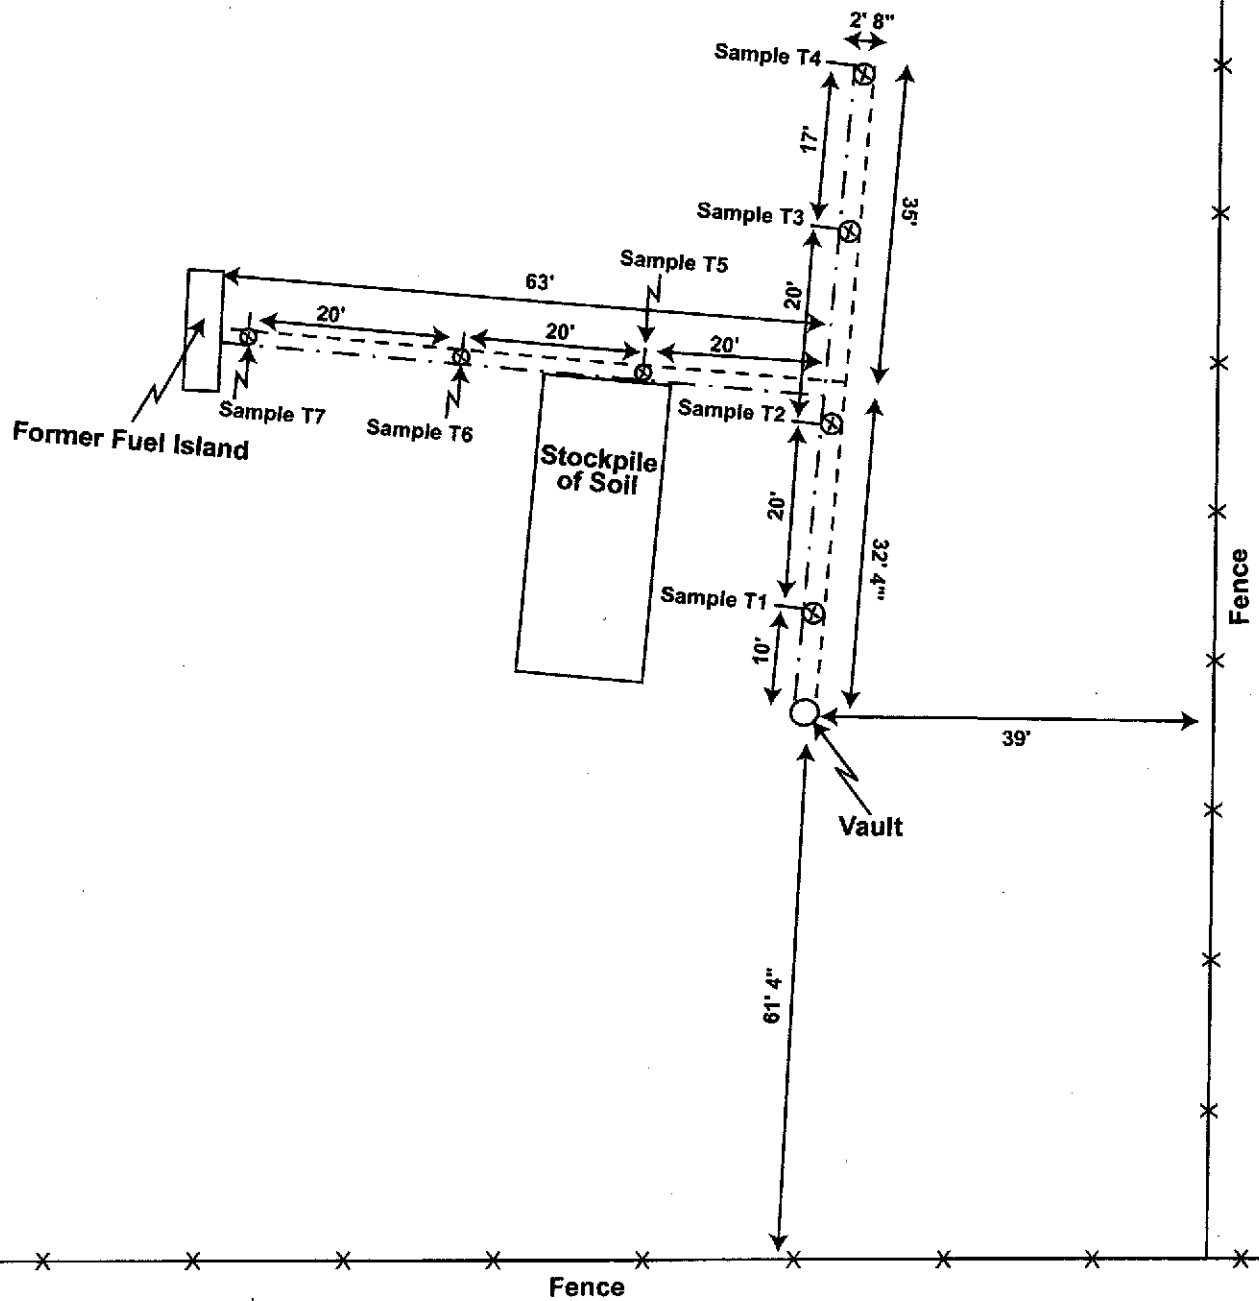 2' 8"
Sample T4
17'
35'
Sample T3
Sample T5
63'
20'
20'
20'
20'
Sample T2
Sample T7
Sample T6
Former Fuel Island
Stockpile
of Soil
20'
32' 4"'
Sample T1
10'
Fence
39'
Vault
61' 4"
Fence